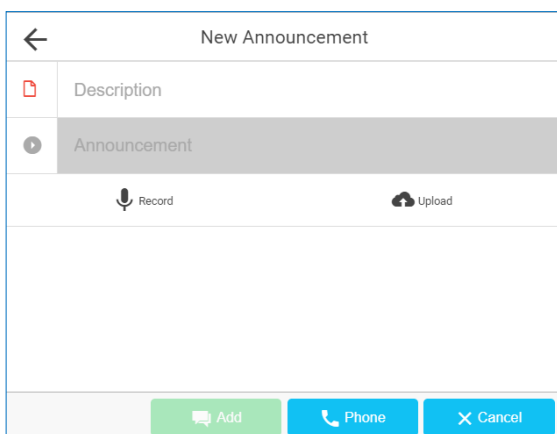 New Announcement
Description
Announcement
Record Upload
Add Phone Cancel